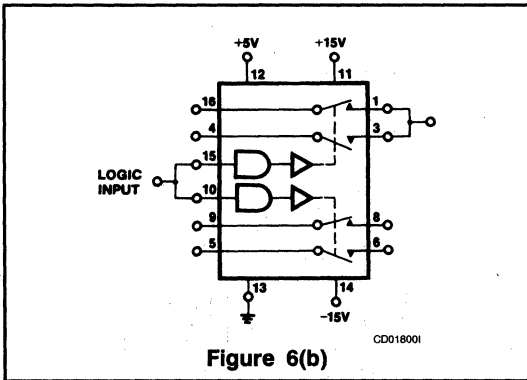 +5V +15V
12 11
16 1
4 3
15
LOGIC
INPUT
10
9 8
5 6
13 14
-15V
CD01800I
Figure 6(b)